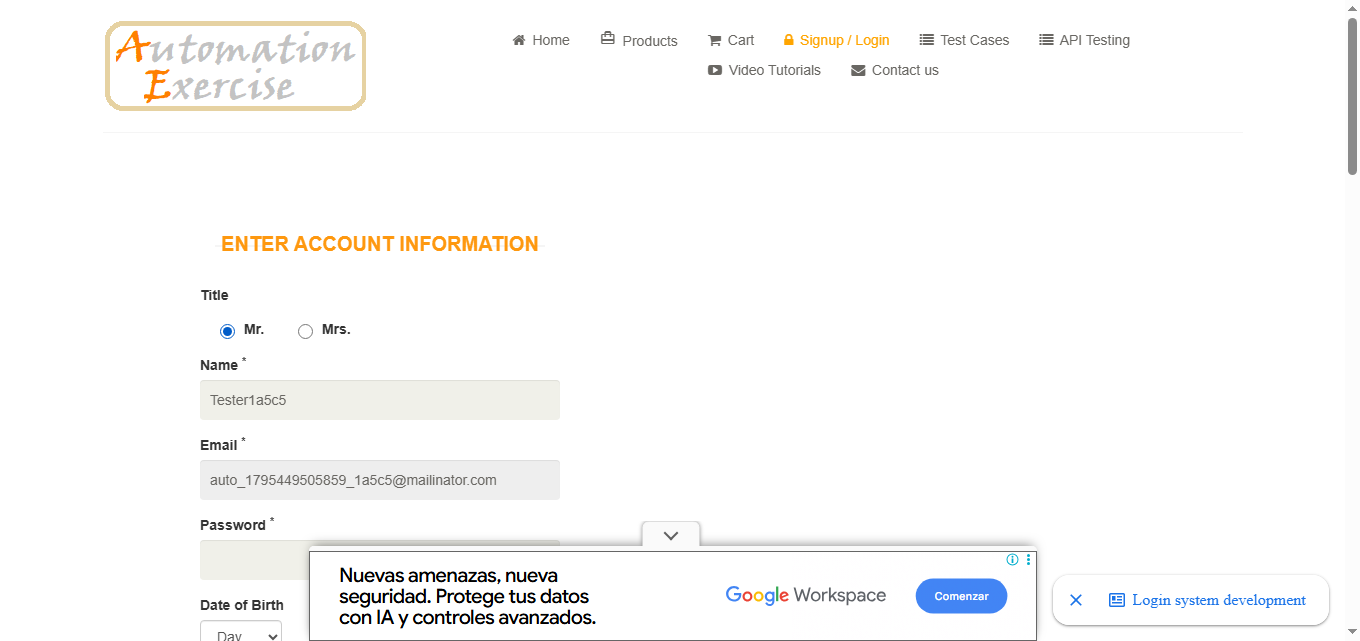 Automation
Exercise
Home
Products
Cart
Signup / Login
Test Cases
API Testing
Video Tutorials
Contact us
ENTER ACCOUNT INFORMATION
Title
Mr.
Mrs.
Name *
Tester1a5c5
Email *
auto_1795449505859_1a5c5@mailinator.com
Password *
Date of Birth
Day
Nuevas amenazas, nueva
seguridad. Protege tus datos
con IA y controles avanzados.
Google Workspace
Comenzar
Login system development